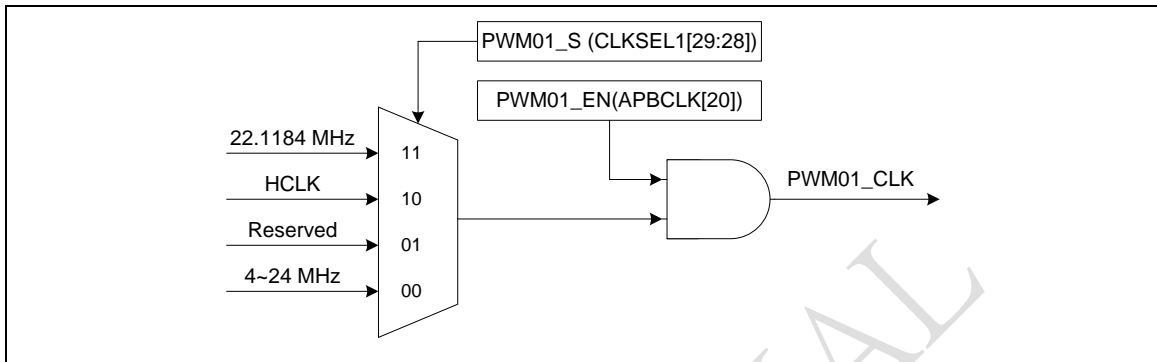 PWM01_S (CLKSEL1[29:28])
PWM01_EN(APBCLK[20])
22.1184 MHz
11
HCLK
10
PWM01_CLK
Reserved
01
4~24 MHz
00